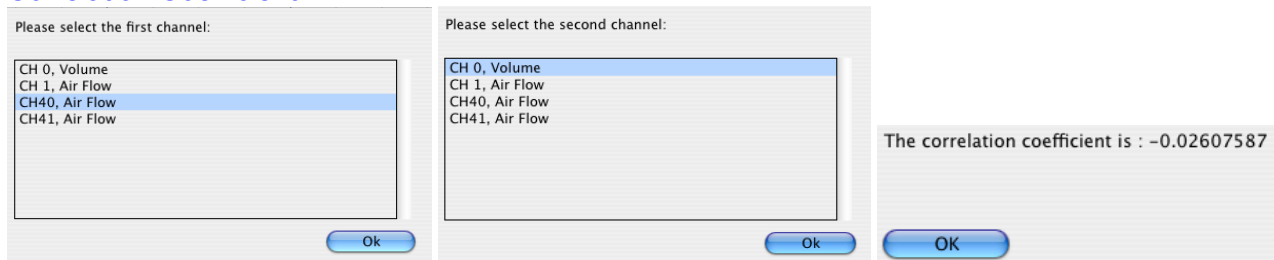 Please select the first channel:
CH 0, Volume
CH 1, Air Flow
CH40, Air Flow
CH41, Air Flow
Ok
Please select the second channel:
CH 0, Volume
CH 1, Air Flow
CH40, Air Flow
CH41, Air Flow
Ok
The correlation coefficient is : -0.02607587
OK